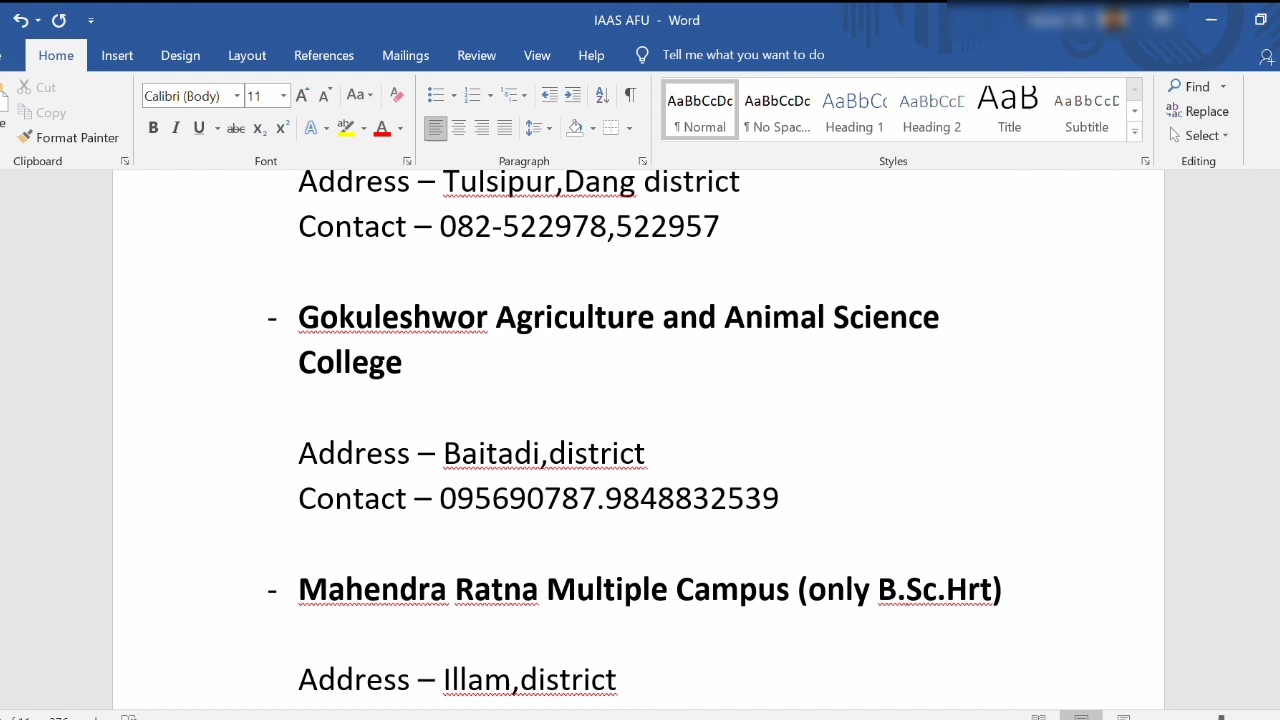 IAAS AFU - Word
Home Insert Design Layout References Mailings Review View Help Tell me what you want to do
Cut
Copy
Format Painter
Clipboard
Calibri (Body) 11
Font
Paragraph
AaBbCcDc AaBbCcDc AaBbCc AaBbCcC AaB AaBbCcD
¶ Normal ¶ No Spac... Heading 1 Heading 2 Title Subtitle
Styles
Find
Replace
Select
Editing
Address – Tulsipur,Dang district
Contact – 082-522978,522957
- Gokuleshwor Agriculture and Animal Science
College
Address – Baitadi,district
Contact – 095690787.9848832539
- Mahendra Ratna Multiple Campus (only B.Sc.Hrt)
Address – Illam,district